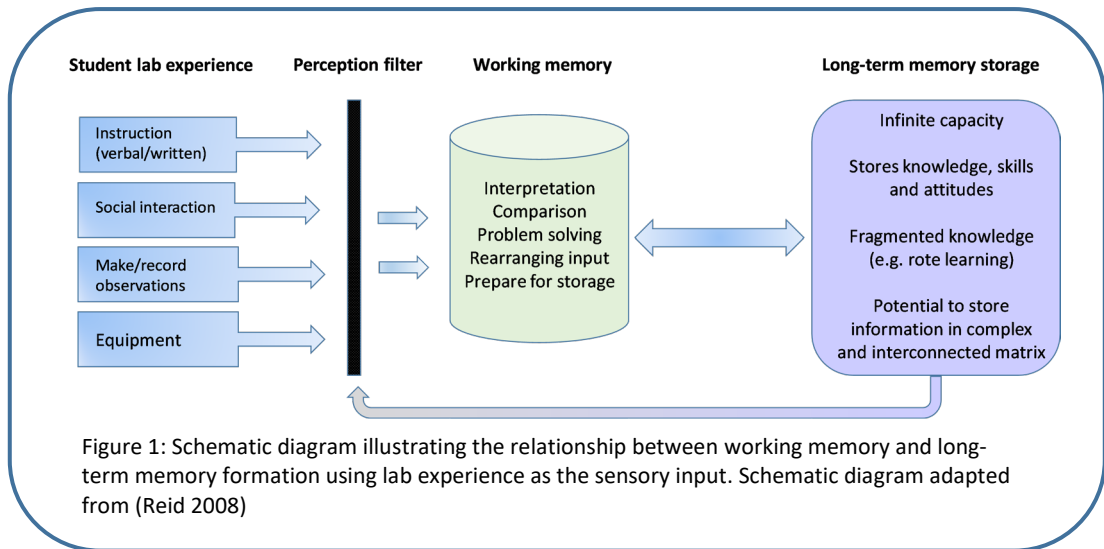 Student lab experience
Perception filter
Working memory
Long-term memory storage
Instruction
(verbal/written)
Social interaction
Make/record
observations
Equipment
Interpretation
Comparison
Problem solving
Rearranging input
Prepare for storage
Infinite capacity
Stores knowledge, skills
and attitudes
Fragmented knowledge
(e.g. rote learning)
Potential to store
information in complex
and interconnected matrix
Figure 1: Schematic diagram illustrating the relationship between working memory and long-
term memory formation using lab experience as the sensory input. Schematic diagram adapted
from (Reid 2008)